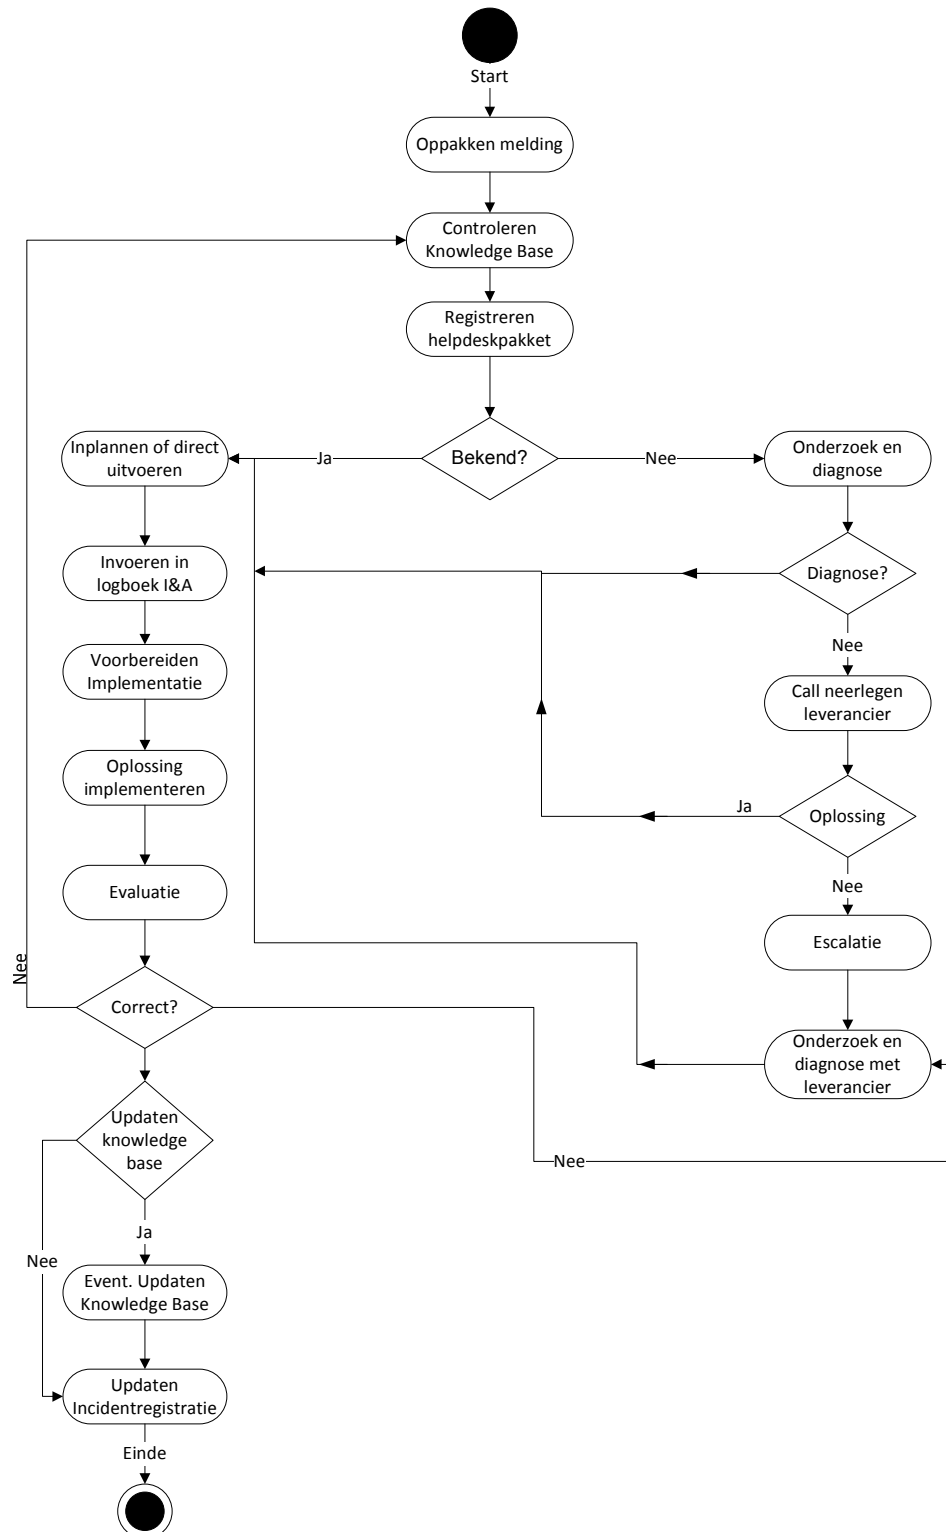 Start
Oppakken melding
Controleren
Knowledge Base
Registreren
helpdeskpakket
Bekend?
Ja
Nee
Inplannen of direct
uitvoeren
Onderzoek en
diagnose
Invoeren in
logboek I&A
Diagnose?
Nee
Voorbereiden
Implementatie
Call neerleggen
leverancier
Oplossing
implementeren
Ja
Oplossing
Nee
Evaluatie
Escalatie
Nee
Correct?
Onderzoek en
diagnose met
leverancier
Updaten
knowledge
base
Nee
Ja
Nee
Event. Updaten
Knowledge Base
Updaten
Incidentregistratie
Einde